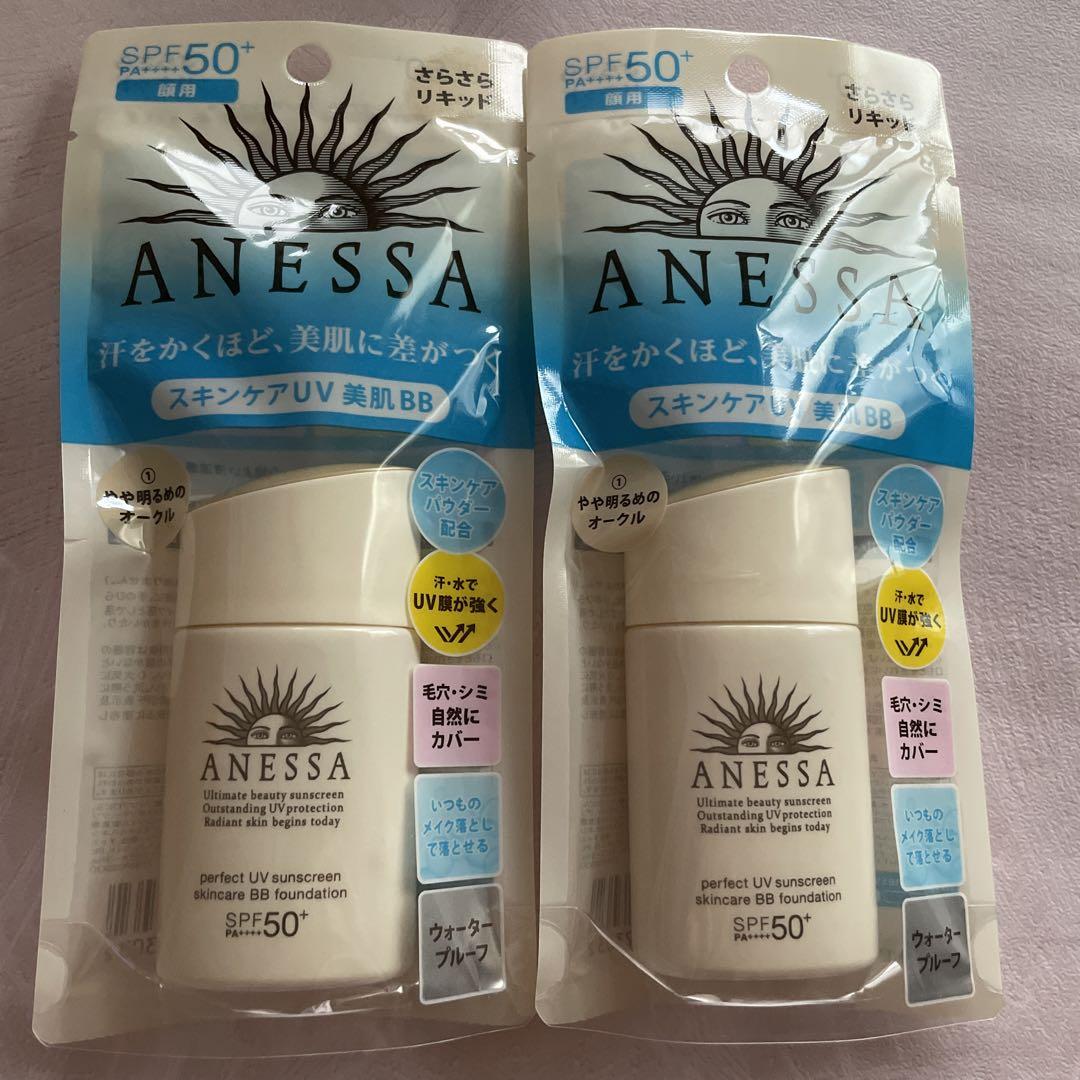 SPF50+
PA++++
顔用
さらさら
リキッド
ANESSA
汗をかくほど、美肌に差がつく
スキンケアUV 美肌BB
①
やや明るめの
オークル
スキンケア
パウダー
配合
汗・水で
UV膜が強く
毛穴・シミ
自然に
カバー
いつもの
メイク落とし
で落とせる
ウォーター
プルーフ
ANESSA
Ultimate beauty sunscreen
Outstanding UV protection
Radiant skin begins today
perfect UV sunscreen
skincare BB foundation
SPF50+
PA++++
SPF50+
PA++++
顔用
さらさら
リキッド
ANESSA
汗をかくほど、美肌に差がつく
スキンケアUV 美肌BB
①
やや明るめの
オークル
スキンケア
パウダー
配合
汗・水で
UV膜が強く
毛穴・シミ
自然に
カバー
いつもの
メイク落とし
で落とせる
ウォーター
プルーフ
ANESSA
Ultimate beauty sunscreen
Outstanding UV protection
Radiant skin begins today
perfect UV sunscreen
skincare BB foundation
SPF50+
PA++++